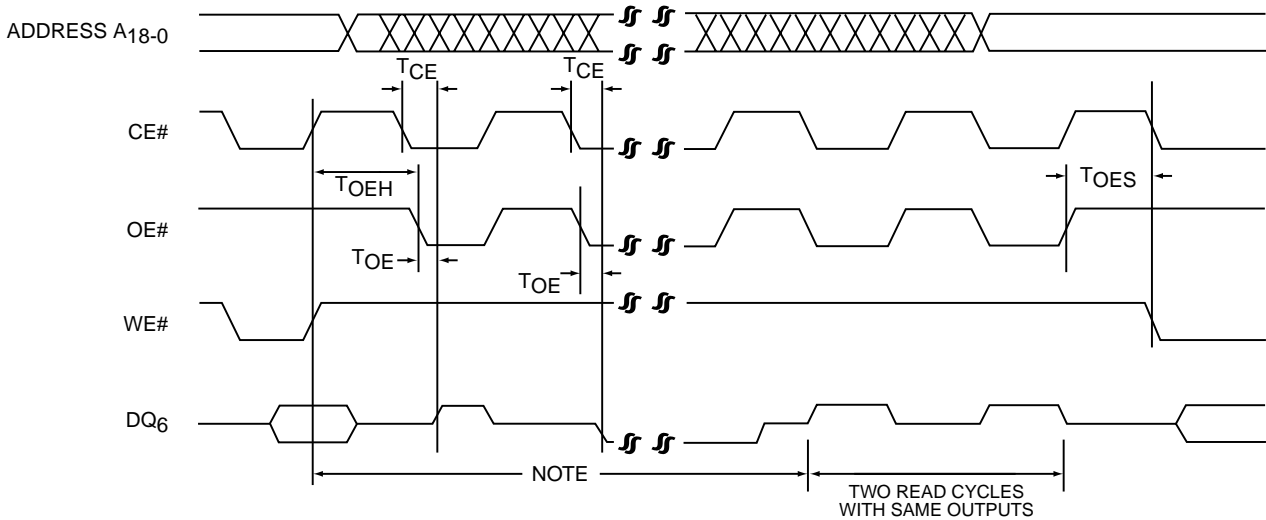 ADDRESS A18-0
TCE
TCE
CE#
TOEH
TOES
OE#
TOE
TOE
WE#
DQ6
NOTE
TWO READ CYCLES
WITH SAME OUTPUTS